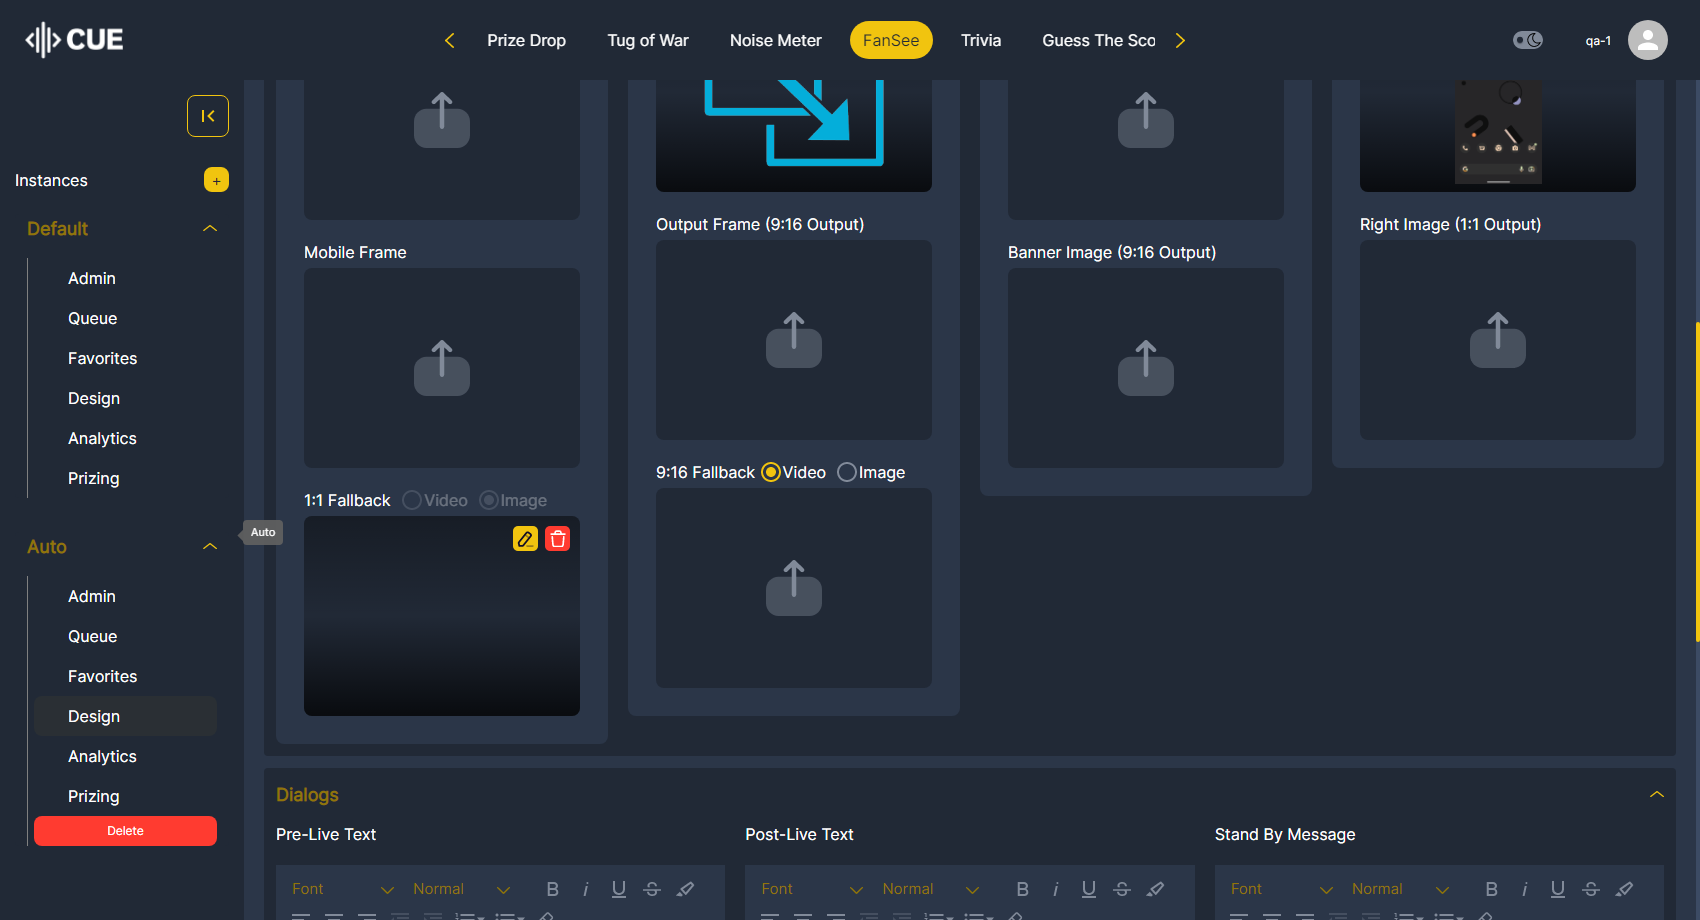 CUE
Prize Drop
Tug of War
Noise Meter
FanSee
Trivia
Guess The Sco
qa-1
Instances
+
Default
Admin
Queue
Favorites
Design
Analytics
Prizing
Auto
Auto
Admin
Queue
Favorites
Design
Analytics
Prizing
Delete
Mobile Frame
1:1 Fallback Video Image
Output Frame (9:16 Output)
9:16 Fallback Video Image
Banner Image (9:16 Output)
Right Image (1:1 Output)
Dialogs
Pre-Live Text
Font Normal B i U S
Post-Live Text
Font Normal B i U S
Stand By Message
Font Normal B i U S